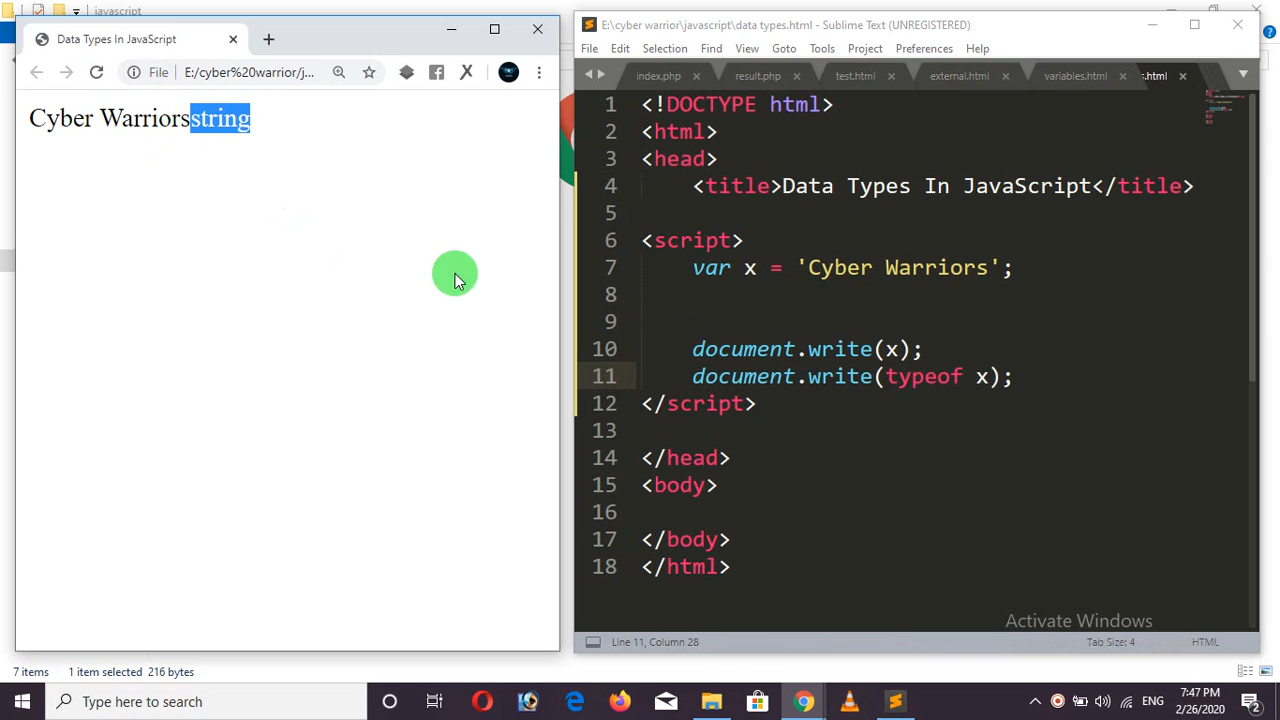 javascript
Data Types In JavaScript
File E:/cyber%20warrior/j...
Cyber Warriorsstring
E:\cyber warrior\javascript\data types.html - Sublime Text (UNREGISTERED)
File Edit Selection Find View Goto Tools Project Preferences Help
index.php result.php test.html external.html variables.html s.html
1 <!DOCTYPE html>
2 <html>
3 <head>
4 <title>Data Types In JavaScript</title>
5
6 <script>
7 var x = 'Cyber Warriors';
8
9
10 document.write(x);
11 document.write(typeof x);
12 </script>
13
14 </head>
15 <body>
16
17 </body>
18 </html>
Activate Windows
Line 11, Column 28 Tab Size: 4 HTML
7 items 1 item selected 216 bytes
Type here to search
ENG
7:47 PM
2/26/2020
2